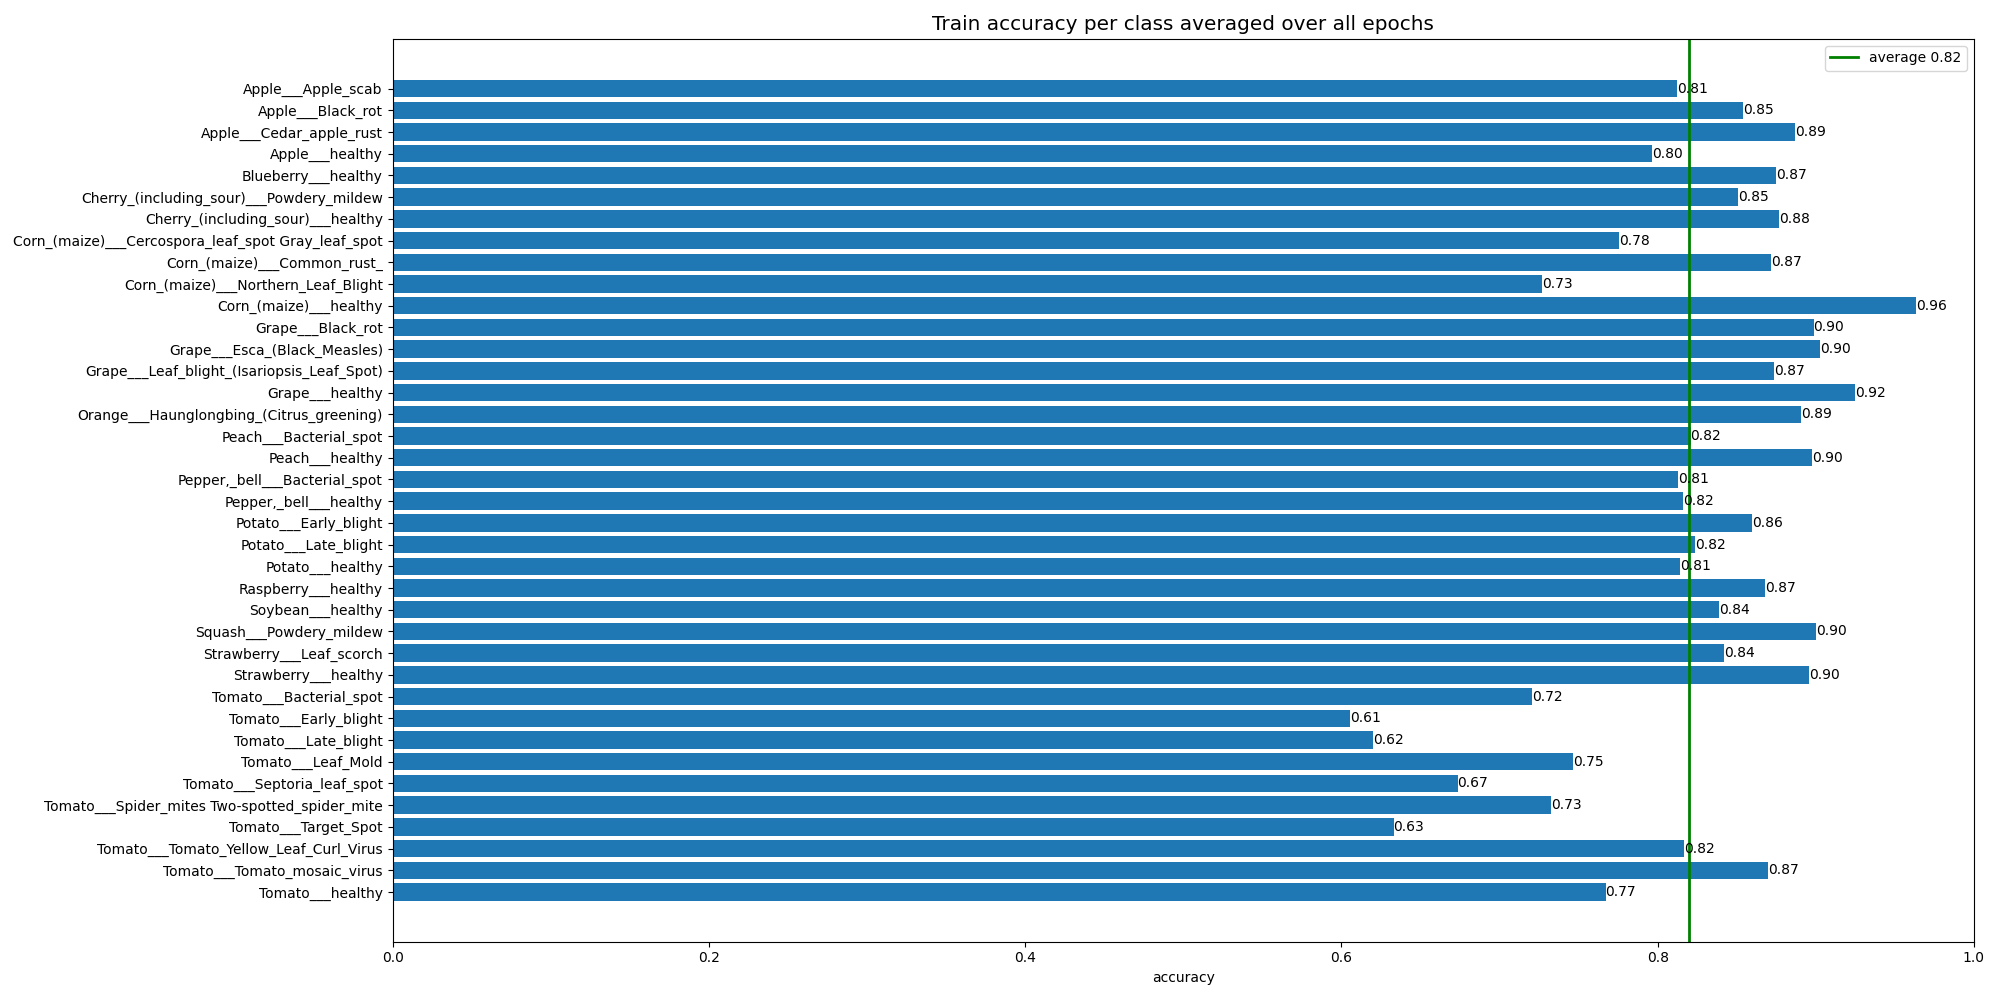 Train accuracy per class averaged over all epochs
average 0.82
Apple___Apple_scab 0.81
Apple___Black_rot 0.85
Apple___Cedar_apple_rust 0.89
Apple___healthy 0.80
Blueberry___healthy 0.87
Cherry_(including_sour)___Powdery_mildew 0.85
Cherry_(including_sour)___healthy 0.88
Corn_(maize)___Cercospora_leaf_spot Gray_leaf_spot 0.78
Corn_(maize)___Common_rust_ 0.87
Corn_(maize)___Northern_Leaf_Blight 0.73
Corn_(maize)___healthy 0.96
Grape___Black_rot 0.90
Grape___Esca_(Black_Measles) 0.90
Grape___Leaf_blight_(Isariopsis_Leaf_Spot) 0.87
Grape___healthy 0.92
Orange___Haunglongbing_(Citrus_greening) 0.89
Peach___Bacterial_spot 0.82
Peach___healthy 0.90
Pepper,_bell___Bacterial_spot 0.81
Pepper,_bell___healthy 0.82
Potato___Early_blight 0.86
Potato___Late_blight 0.82
Potato___healthy 0.81
Raspberry___healthy 0.87
Soybean___healthy 0.84
Squash___Powdery_mildew 0.90
Strawberry___Leaf_scorch 0.84
Strawberry___healthy 0.90
Tomato___Bacterial_spot 0.72
Tomato___Early_blight 0.61
Tomato___Late_blight 0.62
Tomato___Leaf_Mold 0.75
Tomato___Septoria_leaf_spot 0.67
Tomato___Spider_mites Two-spotted_spider_mite 0.73
Tomato___Target_Spot 0.63
Tomato___Tomato_Yellow_Leaf_Curl_Virus 0.82
Tomato___Tomato_mosaic_virus 0.87
Tomato___healthy 0.77
0.0 0.2 0.4 0.6 0.8 1.0
accuracy